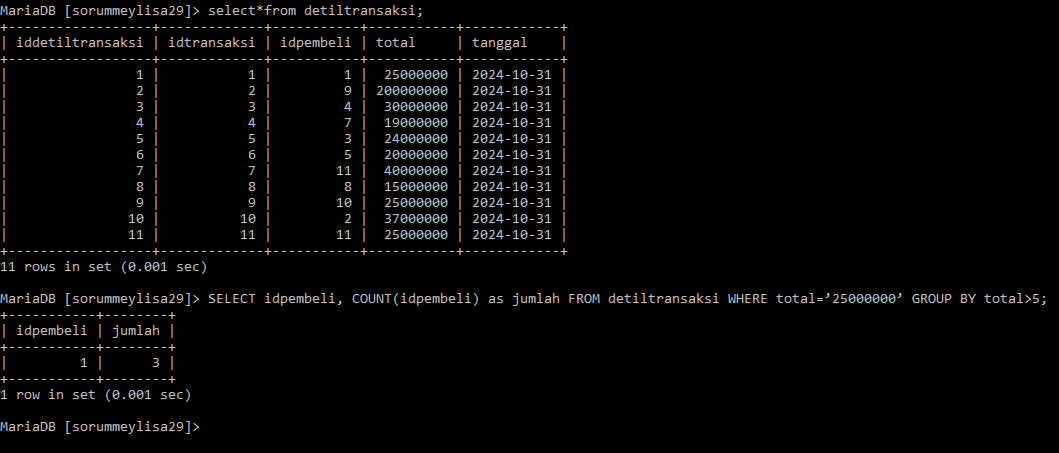 MariaDB [sorummeylisa29]> select*from detiltransaksi;
+------------------+-------------+-----------+-----------+------------+
| iddetiltransaksi | idtransaksi | idpembeli | total     | tanggal    |
+------------------+-------------+-----------+-----------+------------+
|                1 |           1 |         1 |  25000000 | 2024-10-31 |
|                2 |           2 |         9 | 200000000 | 2024-10-31 |
|                3 |           3 |         4 |  30000000 | 2024-10-31 |
|                4 |           4 |         7 |  19000000 | 2024-10-31 |
|                5 |           5 |         3 |  24000000 | 2024-10-31 |
|                6 |           6 |         5 |  20000000 | 2024-10-31 |
|                7 |           7 |        11 |  40000000 | 2024-10-31 |
|                8 |           8 |         8 |  15000000 | 2024-10-31 |
|                9 |           9 |        10 |  25000000 | 2024-10-31 |
|               10 |          10 |         2 |  37000000 | 2024-10-31 |
|               11 |          11 |        11 |  25000000 | 2024-10-31 |
+------------------+-------------+-----------+-----------+------------+
11 rows in set (0.001 sec)
MariaDB [sorummeylisa29]> SELECT idpembeli, COUNT(idpembeli) as jumlah FROM detiltransaksi WHERE total=’25000000’ GROUP BY total>5;
+-----------+--------+
| idpembeli | jumlah |
+-----------+--------+
|         1 |      3 |
+-----------+--------+
1 row in set (0.001 sec)
MariaDB [sorummeylisa29]>